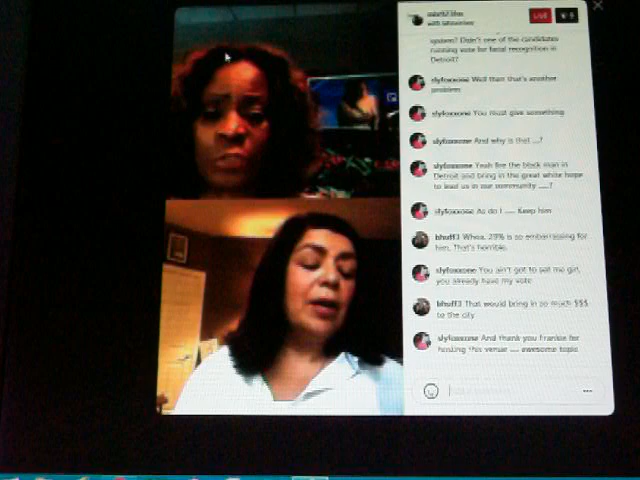 LIVE
system? Didn't one of the candidates
running vote for facial recognition in
Detroit?
slyfoxxone Well then that's another
problem
slyfoxxone You must give something
slyfoxxone And why is that ....?
slyfoxxone Yeah fire the black man in
Detroit and bring in the great white hope
to lead us in our community ....?
slyfoxxone As do I .... Keep him
bhuff3 Whoa, 29% is so embarrassing for
him. That's horrible.
slyfoxxone You ain't got to sell me girl,
you already have my vote
bhuff3 That would bring in so much $$$
to the city
slyfoxxone And thank you Frankie for
hosting this venue .... awesome topic